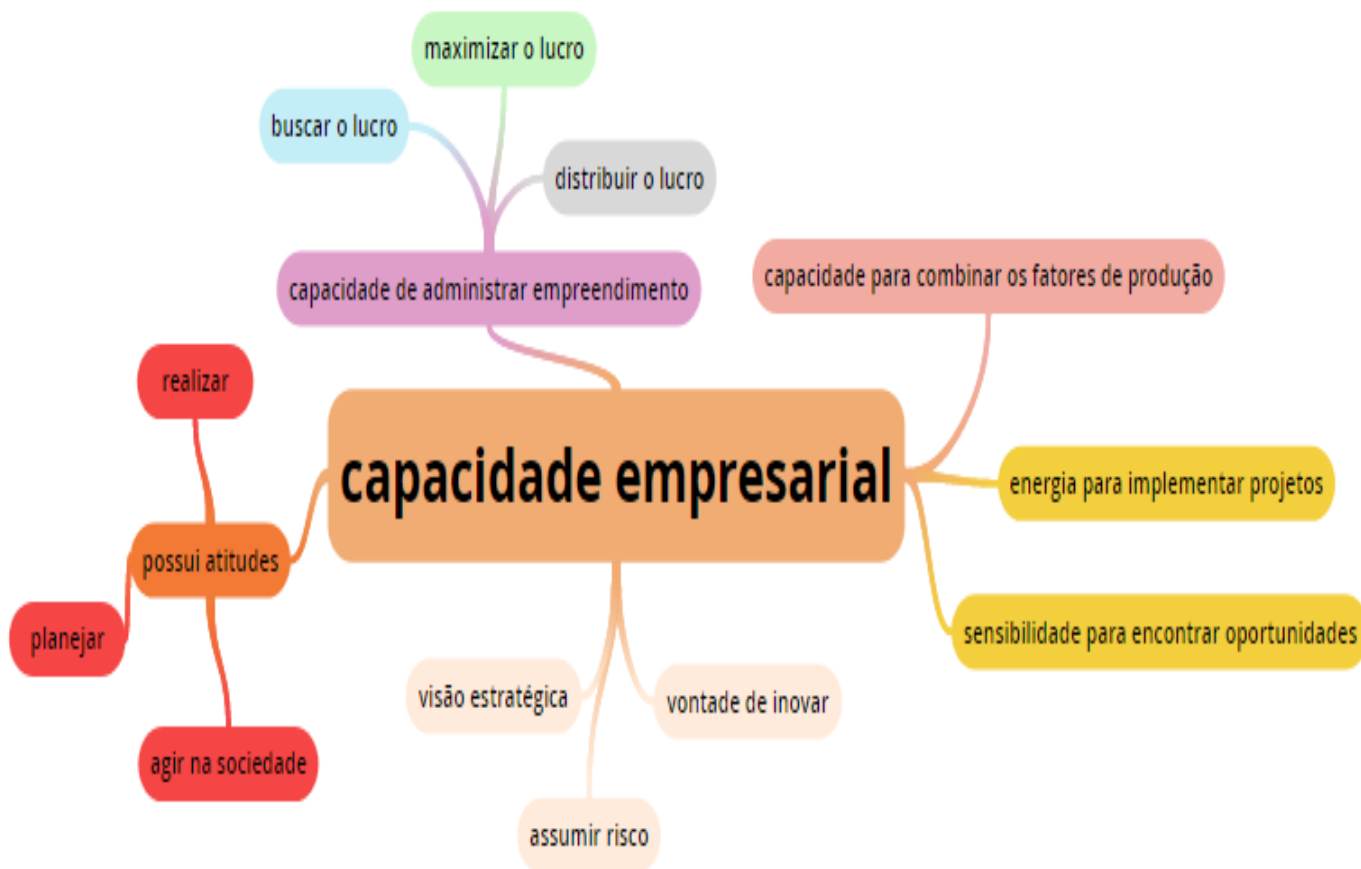 maximizar o lucro
buscar o lucro
distribuir o lucro
capacidade de administrar empreendimento
capacidade para combinar os fatores de produção
realizar
capacidade empresarial
energia para implementar projetos
possui atitudes
planejar
sensibilidade para encontrar oportunidades
visão estratégica
vontade de inovar
agir na sociedade
assumir risco